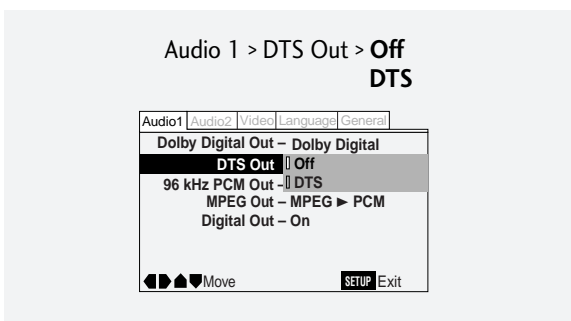 Audio 1 > DTS Out > Off
DTS
Audio1 Audio2 Video Language General
Dolby Digital Out – Dolby Digital
DTS Out Off
96 kHz PCM Out – DTS
MPEG Out – MPEG ► PCM
Digital Out – On
Move SETUP Exit